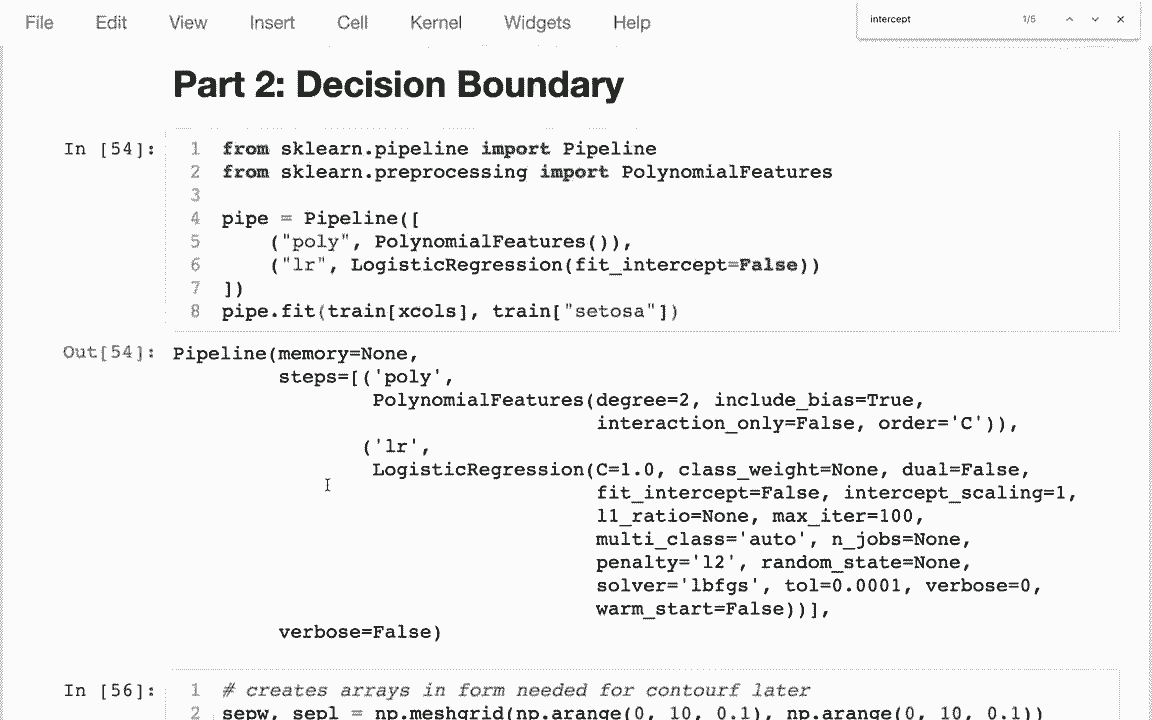 File Edit View Insert Cell Kernel Widgets Help
intercept 1/5
Part 2: Decision Boundary
In [54]:
1 from sklearn.pipeline import Pipeline
2 from sklearn.preprocessing import PolynomialFeatures
3
4 pipe = Pipeline([
5     ("poly", PolynomialFeatures()),
6     ("lr", LogisticRegression(fit_intercept=False))
7 ])
8 pipe.fit(train[xcols], train["setosa"])
Out[54]: Pipeline(memory=None,
         steps=[('poly',
                 PolynomialFeatures(degree=2, include_bias=True,
                                    interaction_only=False, order='C')),
                ('lr',
                 LogisticRegression(C=1.0, class_weight=None, dual=False,
                                    fit_intercept=False, intercept_scaling=1,
                                    l1_ratio=None, max_iter=100,
                                    multi_class='auto', n_jobs=None,
                                    penalty='l2', random_state=None,
                                    solver='lbfgs', tol=0.0001, verbose=0,
                                    warm_start=False))],
         verbose=False)
In [56]:
1 # creates arrays in form needed for contourf later
2 sepw, sepl = np.meshgrid(np.arange(0, 10, 0.1), np.arange(0, 10, 0.1))